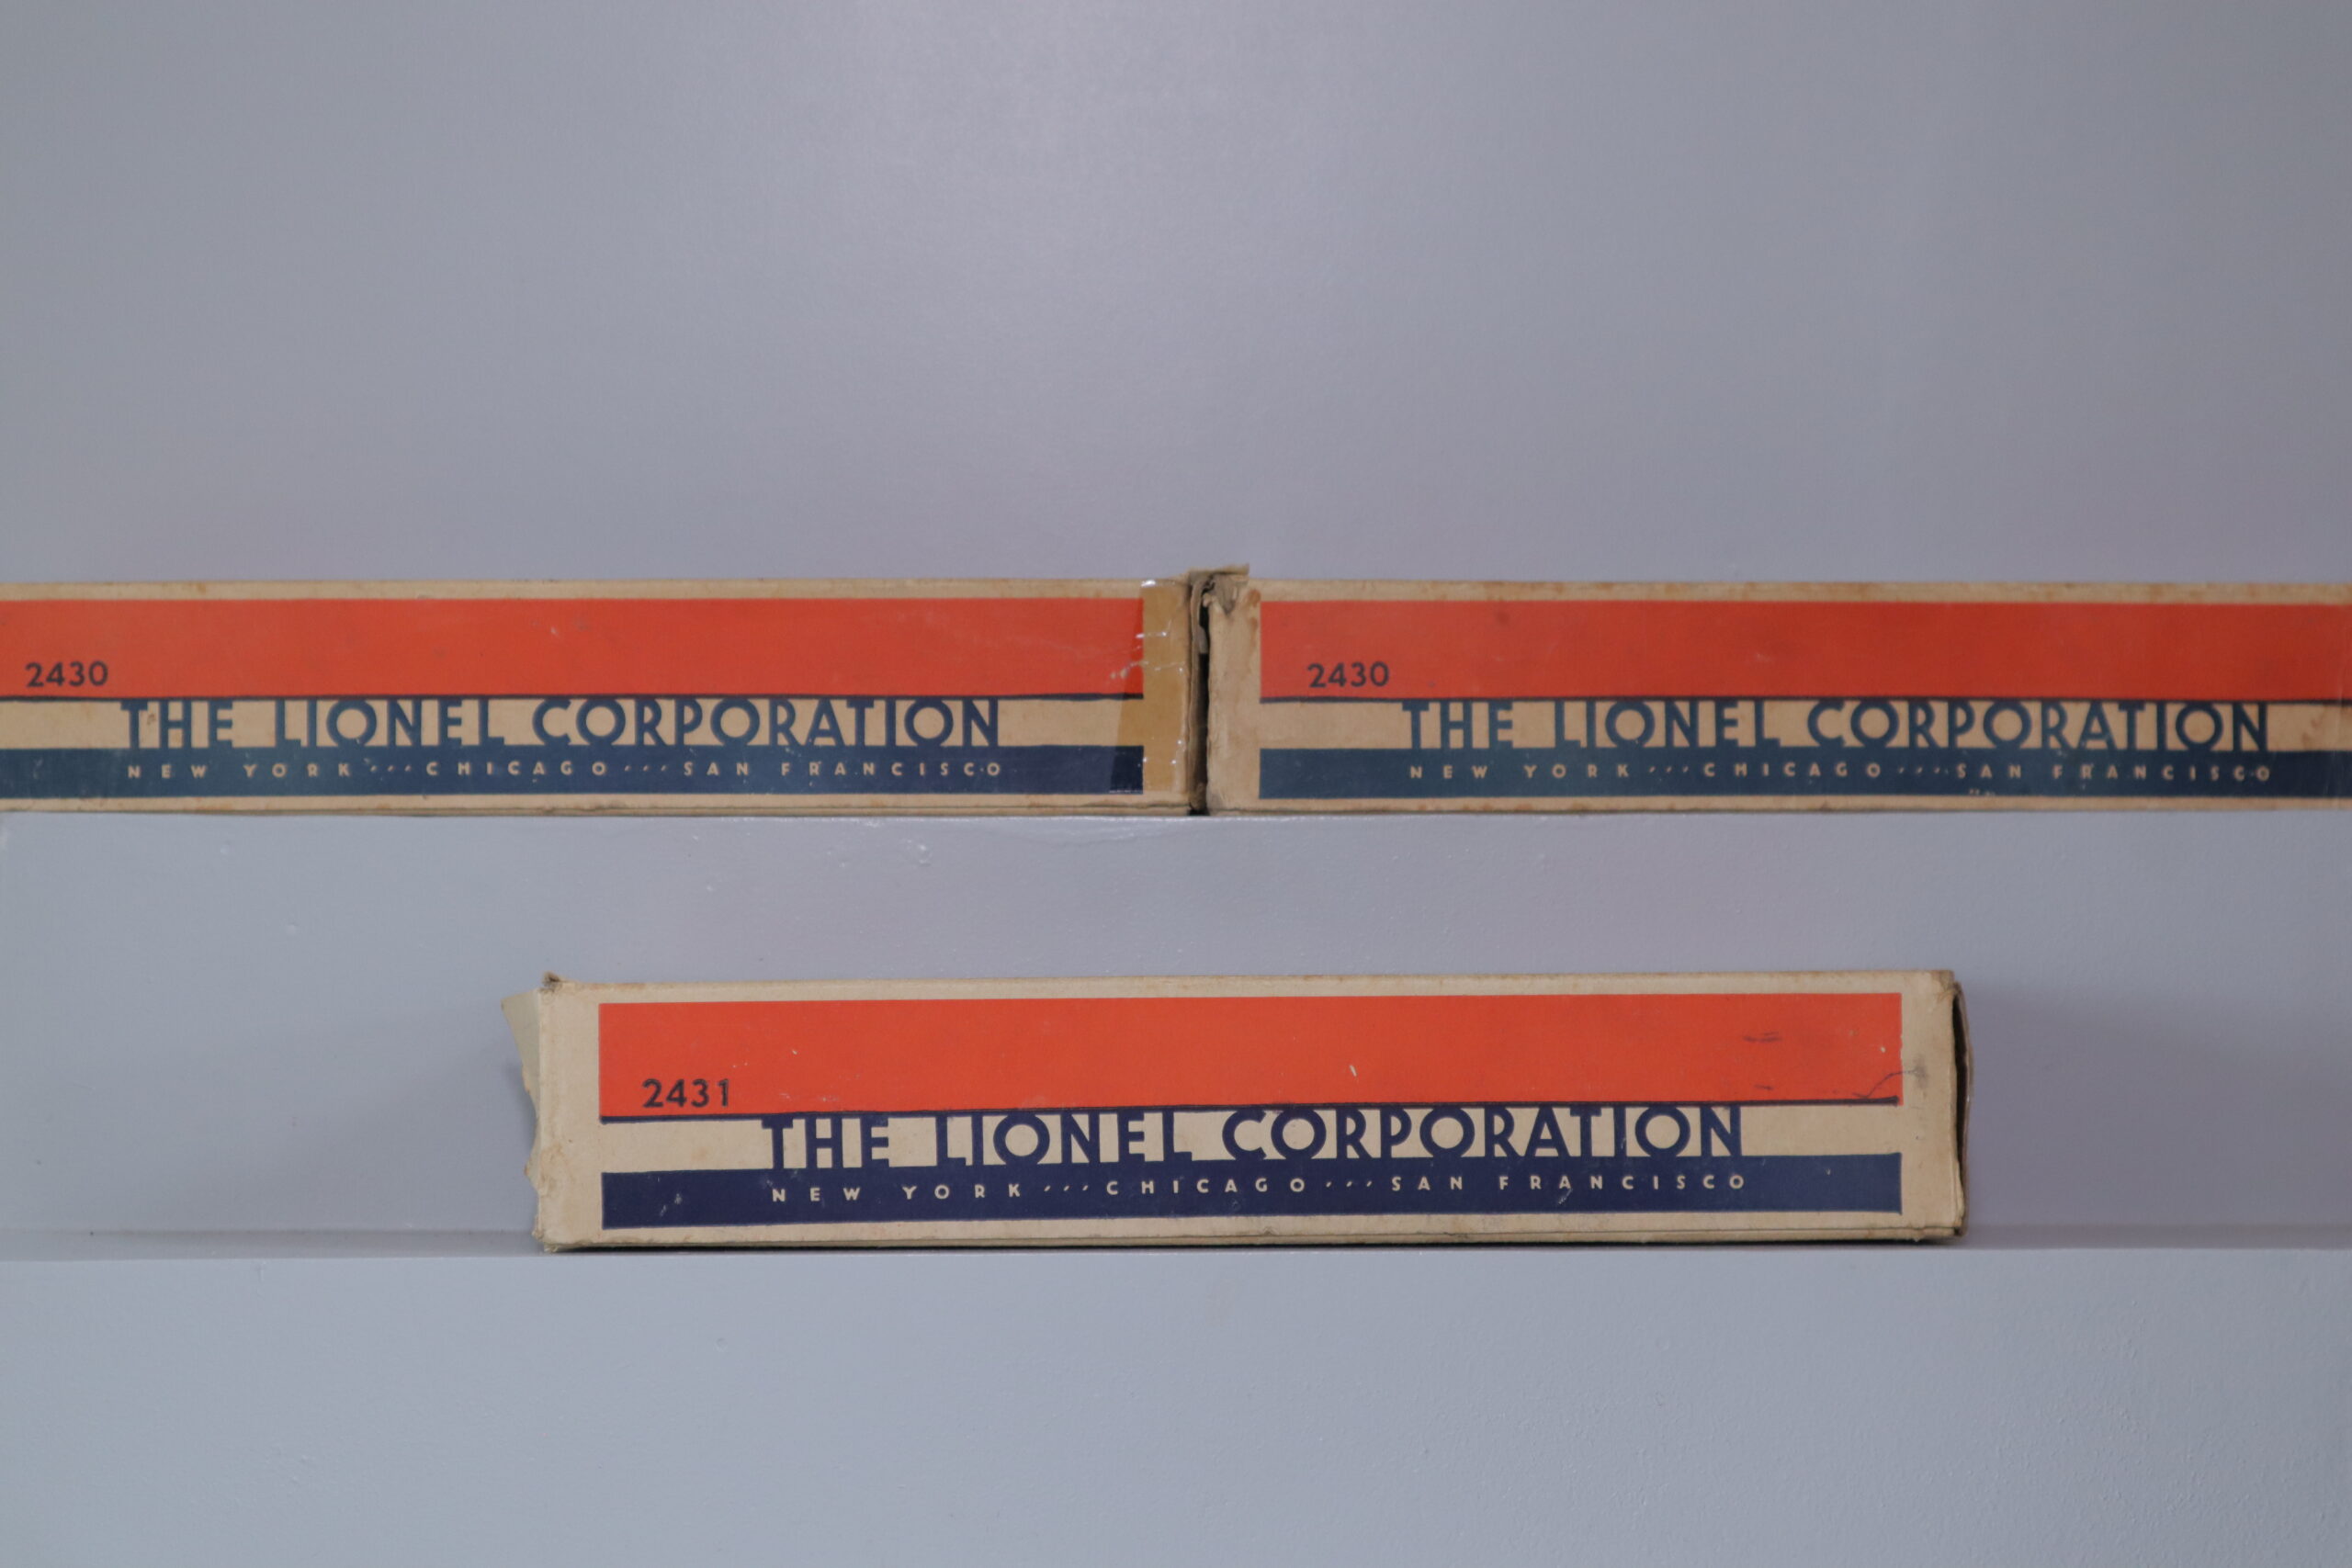 2430
THE LIONEL CORPORATION
NEW YORK ··· CHICAGO ··· SAN FRANCISCO
2430
THE LIONEL CORPORATION
NEW YORK ··· CHICAGO ··· SAN FRANCISCO
2431
THE LIONEL CORPORATION
NEW YORK ··· CHICAGO ··· SAN FRANCISCO